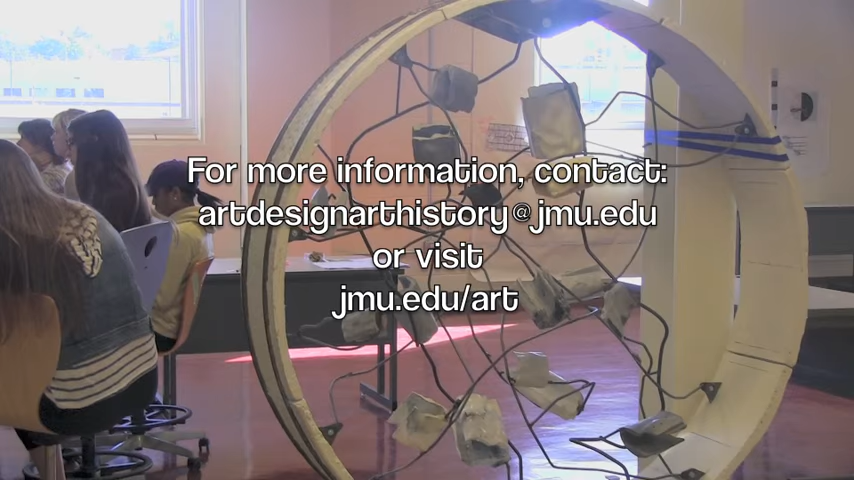 For more information, contact:
artdesignarthistory@jmu.edu
or visit
jmu.edu/art